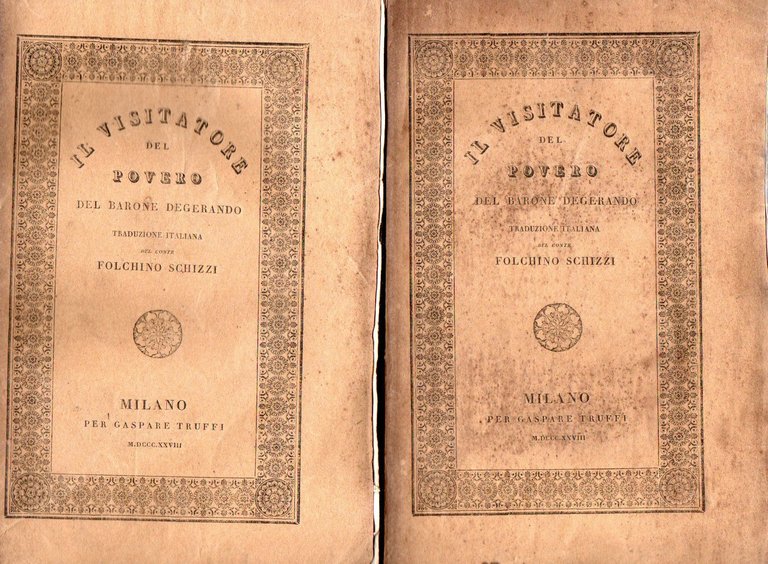 IL VISITATORE
DEL
POVERO
DEL BARONE DEGERANDO
TRADUZIONE ITALIANA
DEL CONTE
FOLCHINO SCHIZZI
MILANO
PER GASPARE TRUFFI
M.DCCC.XXVIII
IL VISITATORE
DEL
POVERO
DEL BARONE DEGERANDO
TRADUZIONE ITALIANA
DEL CONTE
FOLCHINO SCHIZZI
MILANO
PER GASPARE TRUFFI
M.DCCC.XXVIII